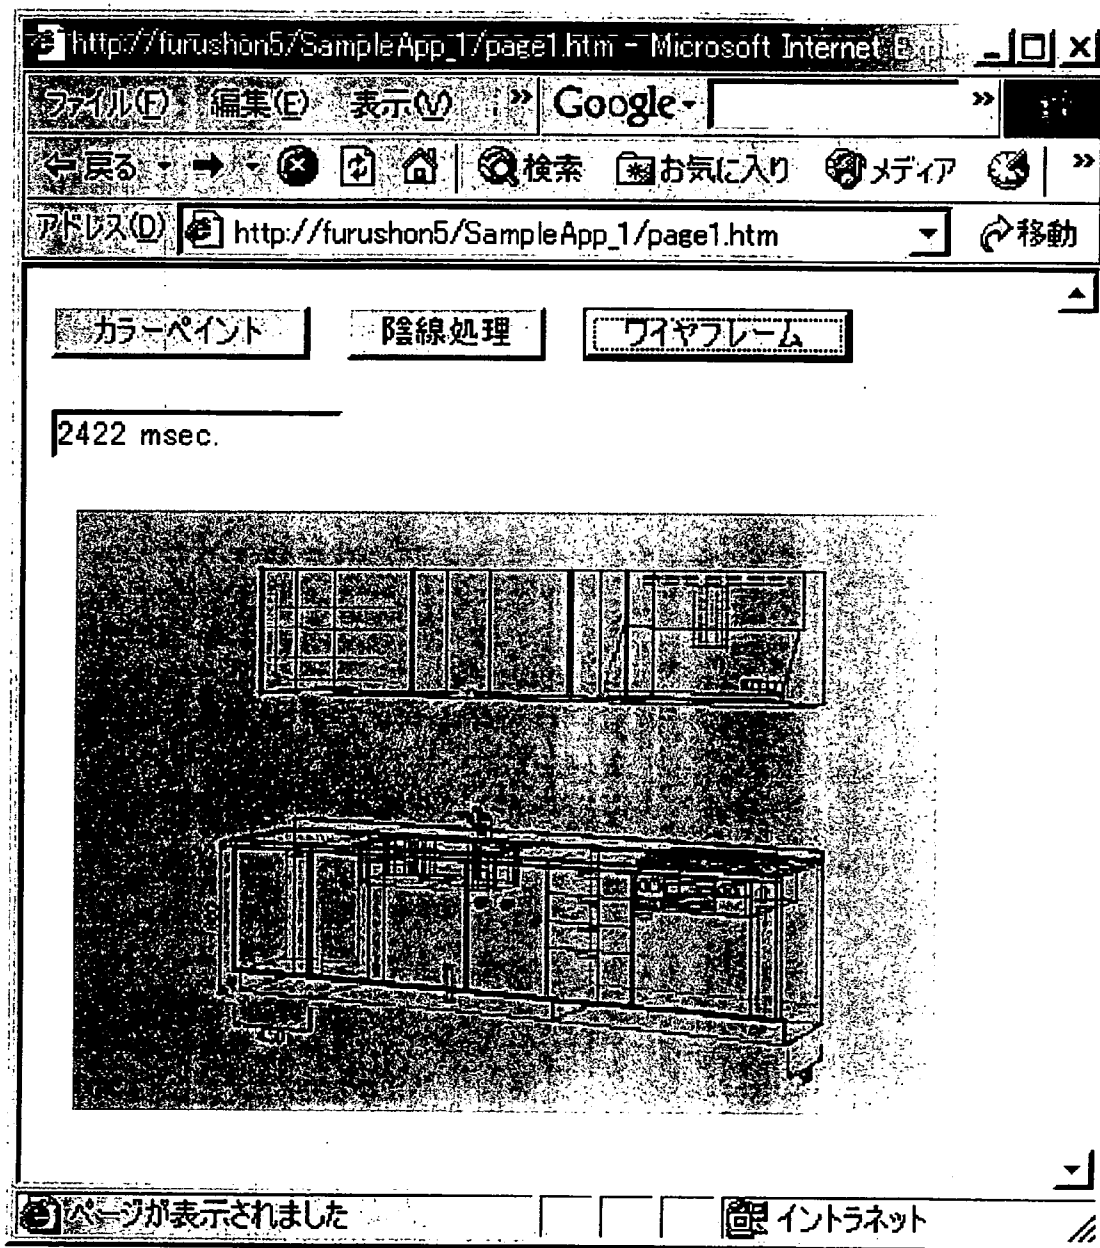 http://furushon5/SampleApp_1/page1.htm - Microsoft Internet
ファイル(F) 編集(E) 表示(V) » Google »
戻る 検索 お気に入り メディア »
アドレス(D) http://furushon5/SampleApp_1/page1.htm 移動
カラーペイント 陰線処理 ワイヤフレーム
2422 msec.
ページが表示されました イントラネット